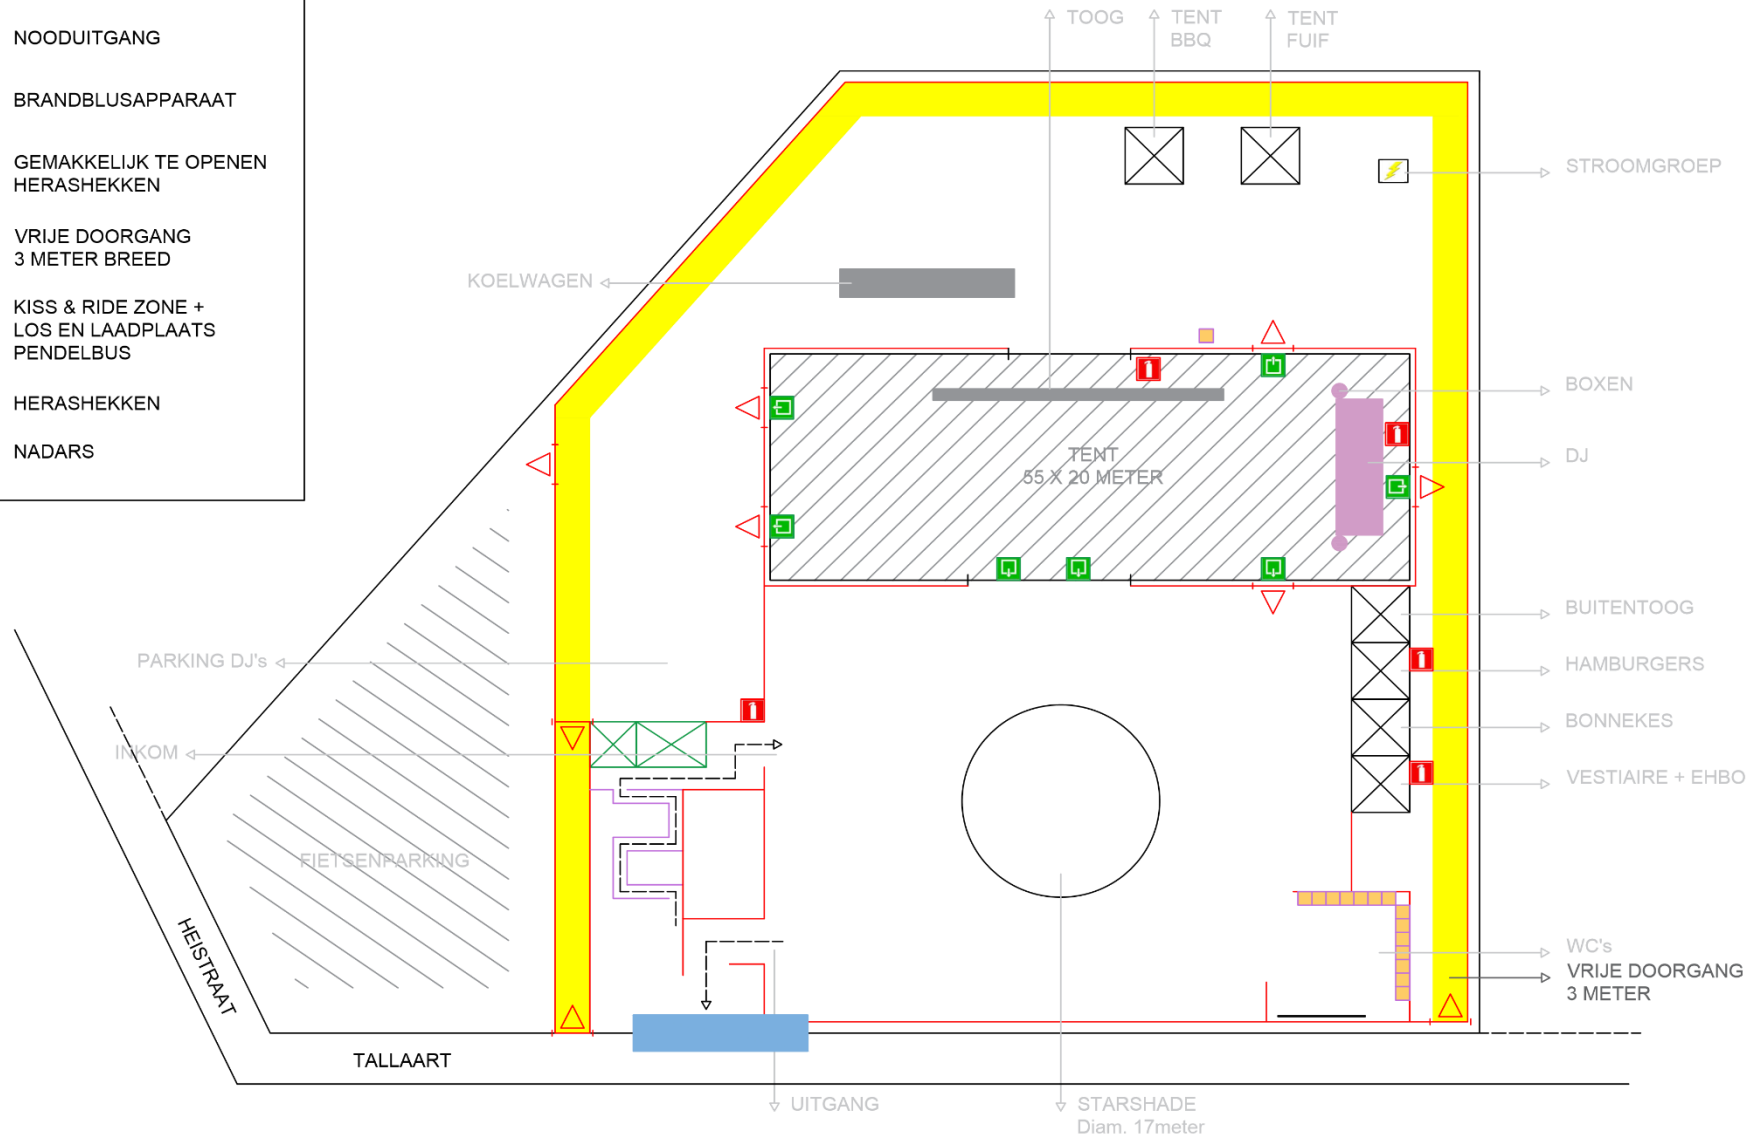 NOODUITGANG
BRANDBLUSAPPARAAT
GEMAKKELIJK TE OPENEN
HERASHEKKEN
VRIJE DOORGANG
3 METER BREED
KISS & RIDE ZONE +
LOS EN LAADPLAATS
PENDELBUS
HERASHEKKEN
NADARS
TOOG
TENT
BBQ
TENT
FUIF
STROOMGROEP
KOELWAGEN
BOXEN
TENT
55 X 20 METER
DJ
BUITENTOOG
PARKING DJ's
HAMBURGERS
BONNEKES
INKOM
VESTIAIRE + EHBO
FIETSENPARKING
HEISTRAAT
WC's
VRIJE DOORGANG
3 METER
TALLAART
UITGANG
STARSHADE
Diam. 17meter